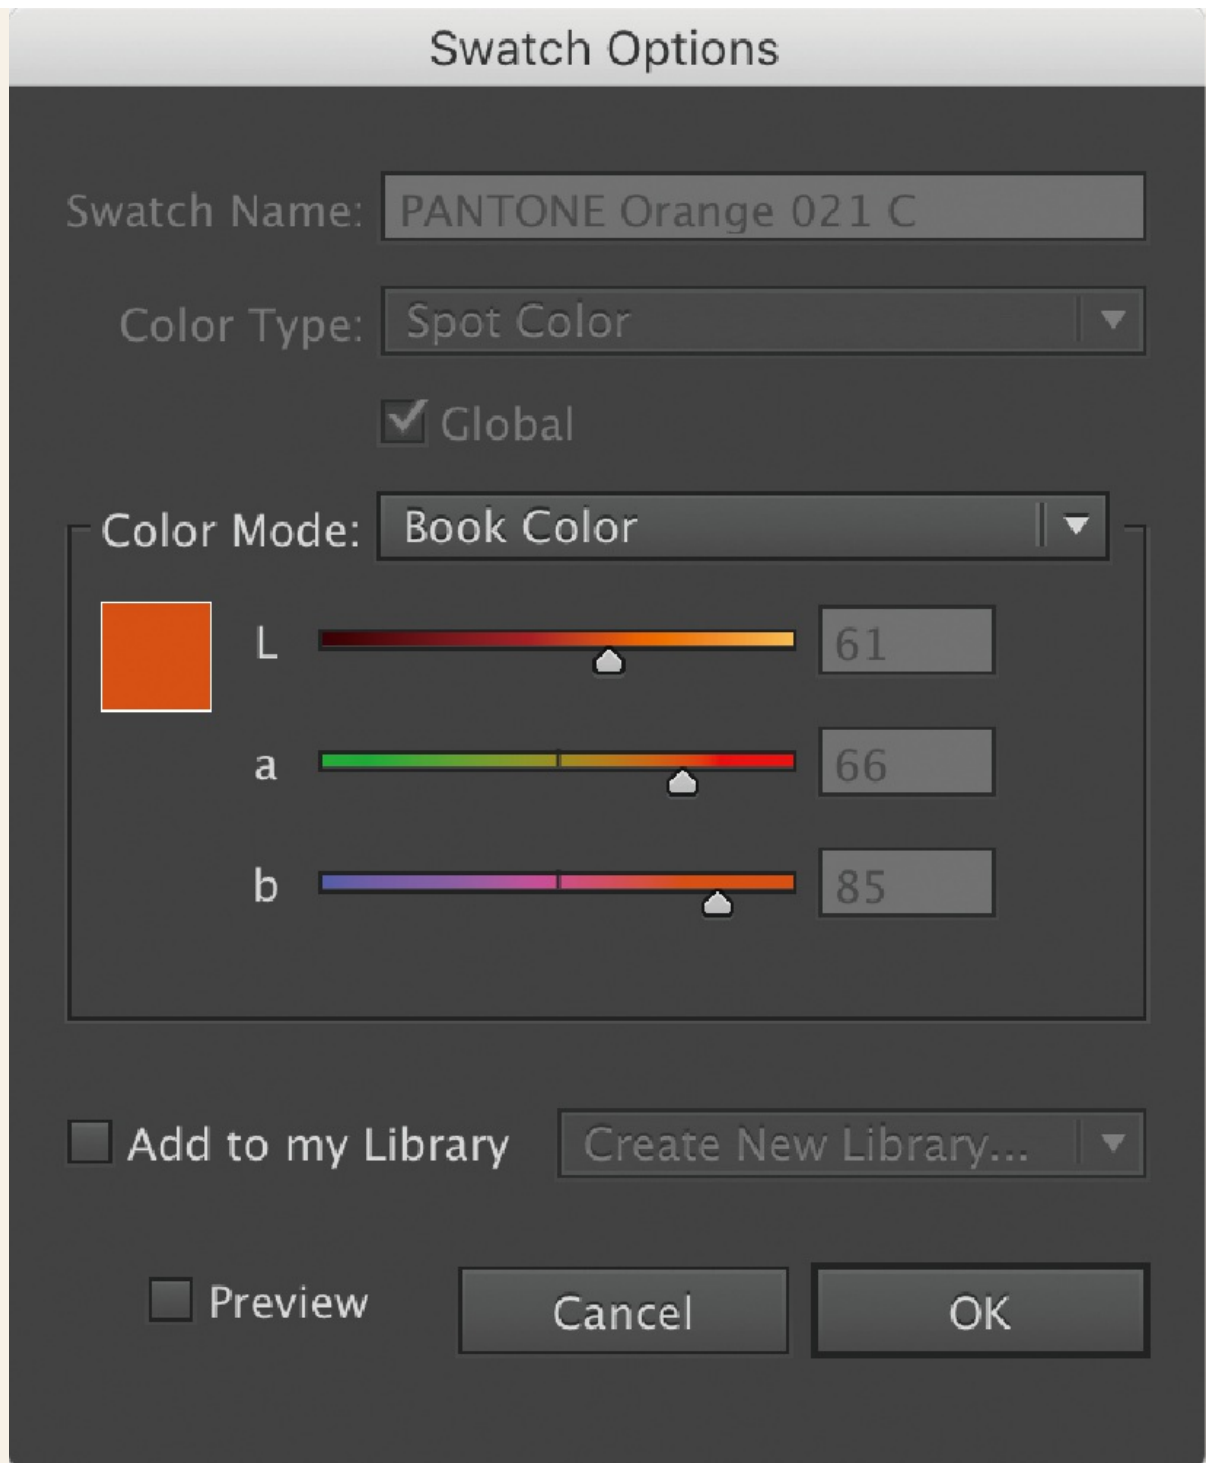 Swatch Options
Swatch Name: PANTONE Orange 021 C
Color Type: Spot Color
Global
Color Mode: Book Color
L 61
a 66
b 85
Add to my Library Create New Library...
Preview Cancel OK